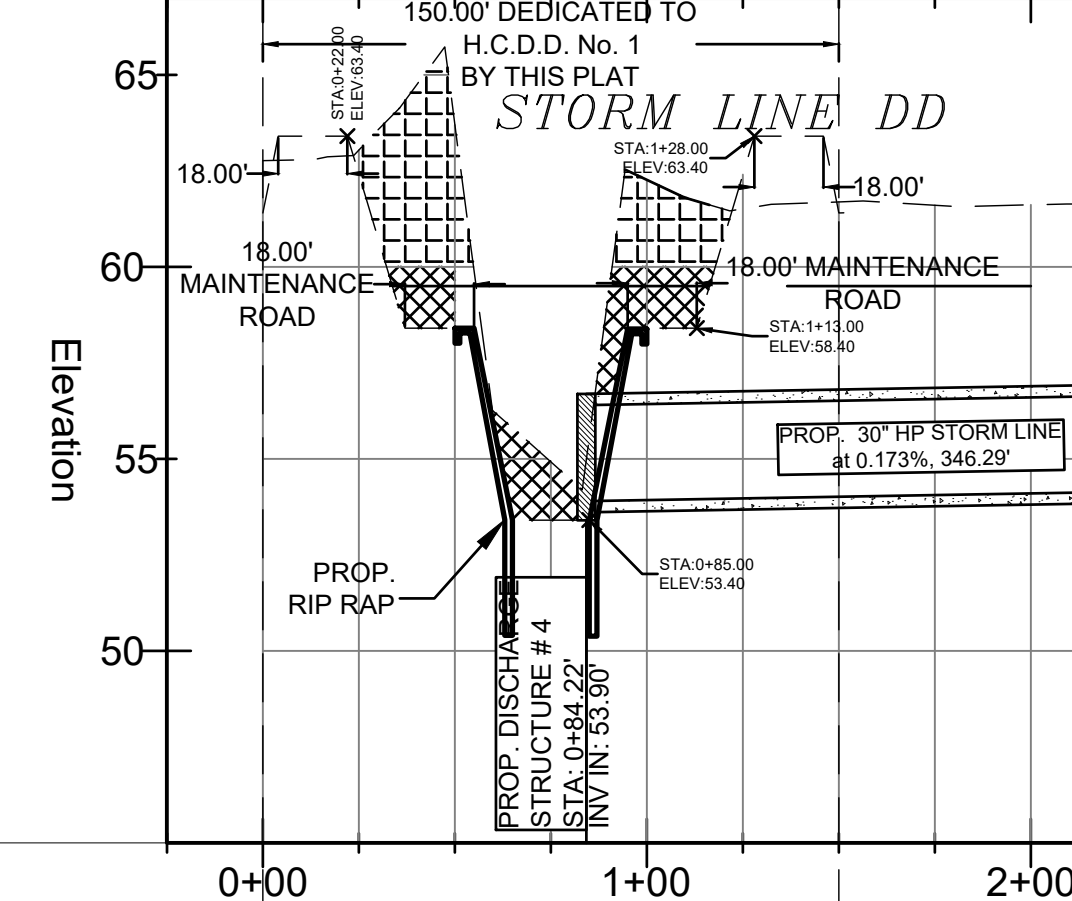 150.00' DEDICATED TO
H.C.D.D. No. 1
BY THIS PLAT
STA:0+22.00
ELEV:63.40
STORM LINE DD
65
STA:1+28.00
ELEV:63.40
18.00'
18.00'
18.00'
MAINTENANCE
ROAD
60
18.00' MAINTENANCE
ROAD
STA:1+13.00
ELEV:58.40
Elevation
PROP. 30" HP STORM LINE
at 0.173%, 346.29'
55
PROP.
RIP RAP
STA:0+85.00
ELEV:53.40
50
PROP. DISCHARGE
STRUCTURE # 4
STA: 0+84.22'
INV IN: 53.90'
0+00
1+00
2+00